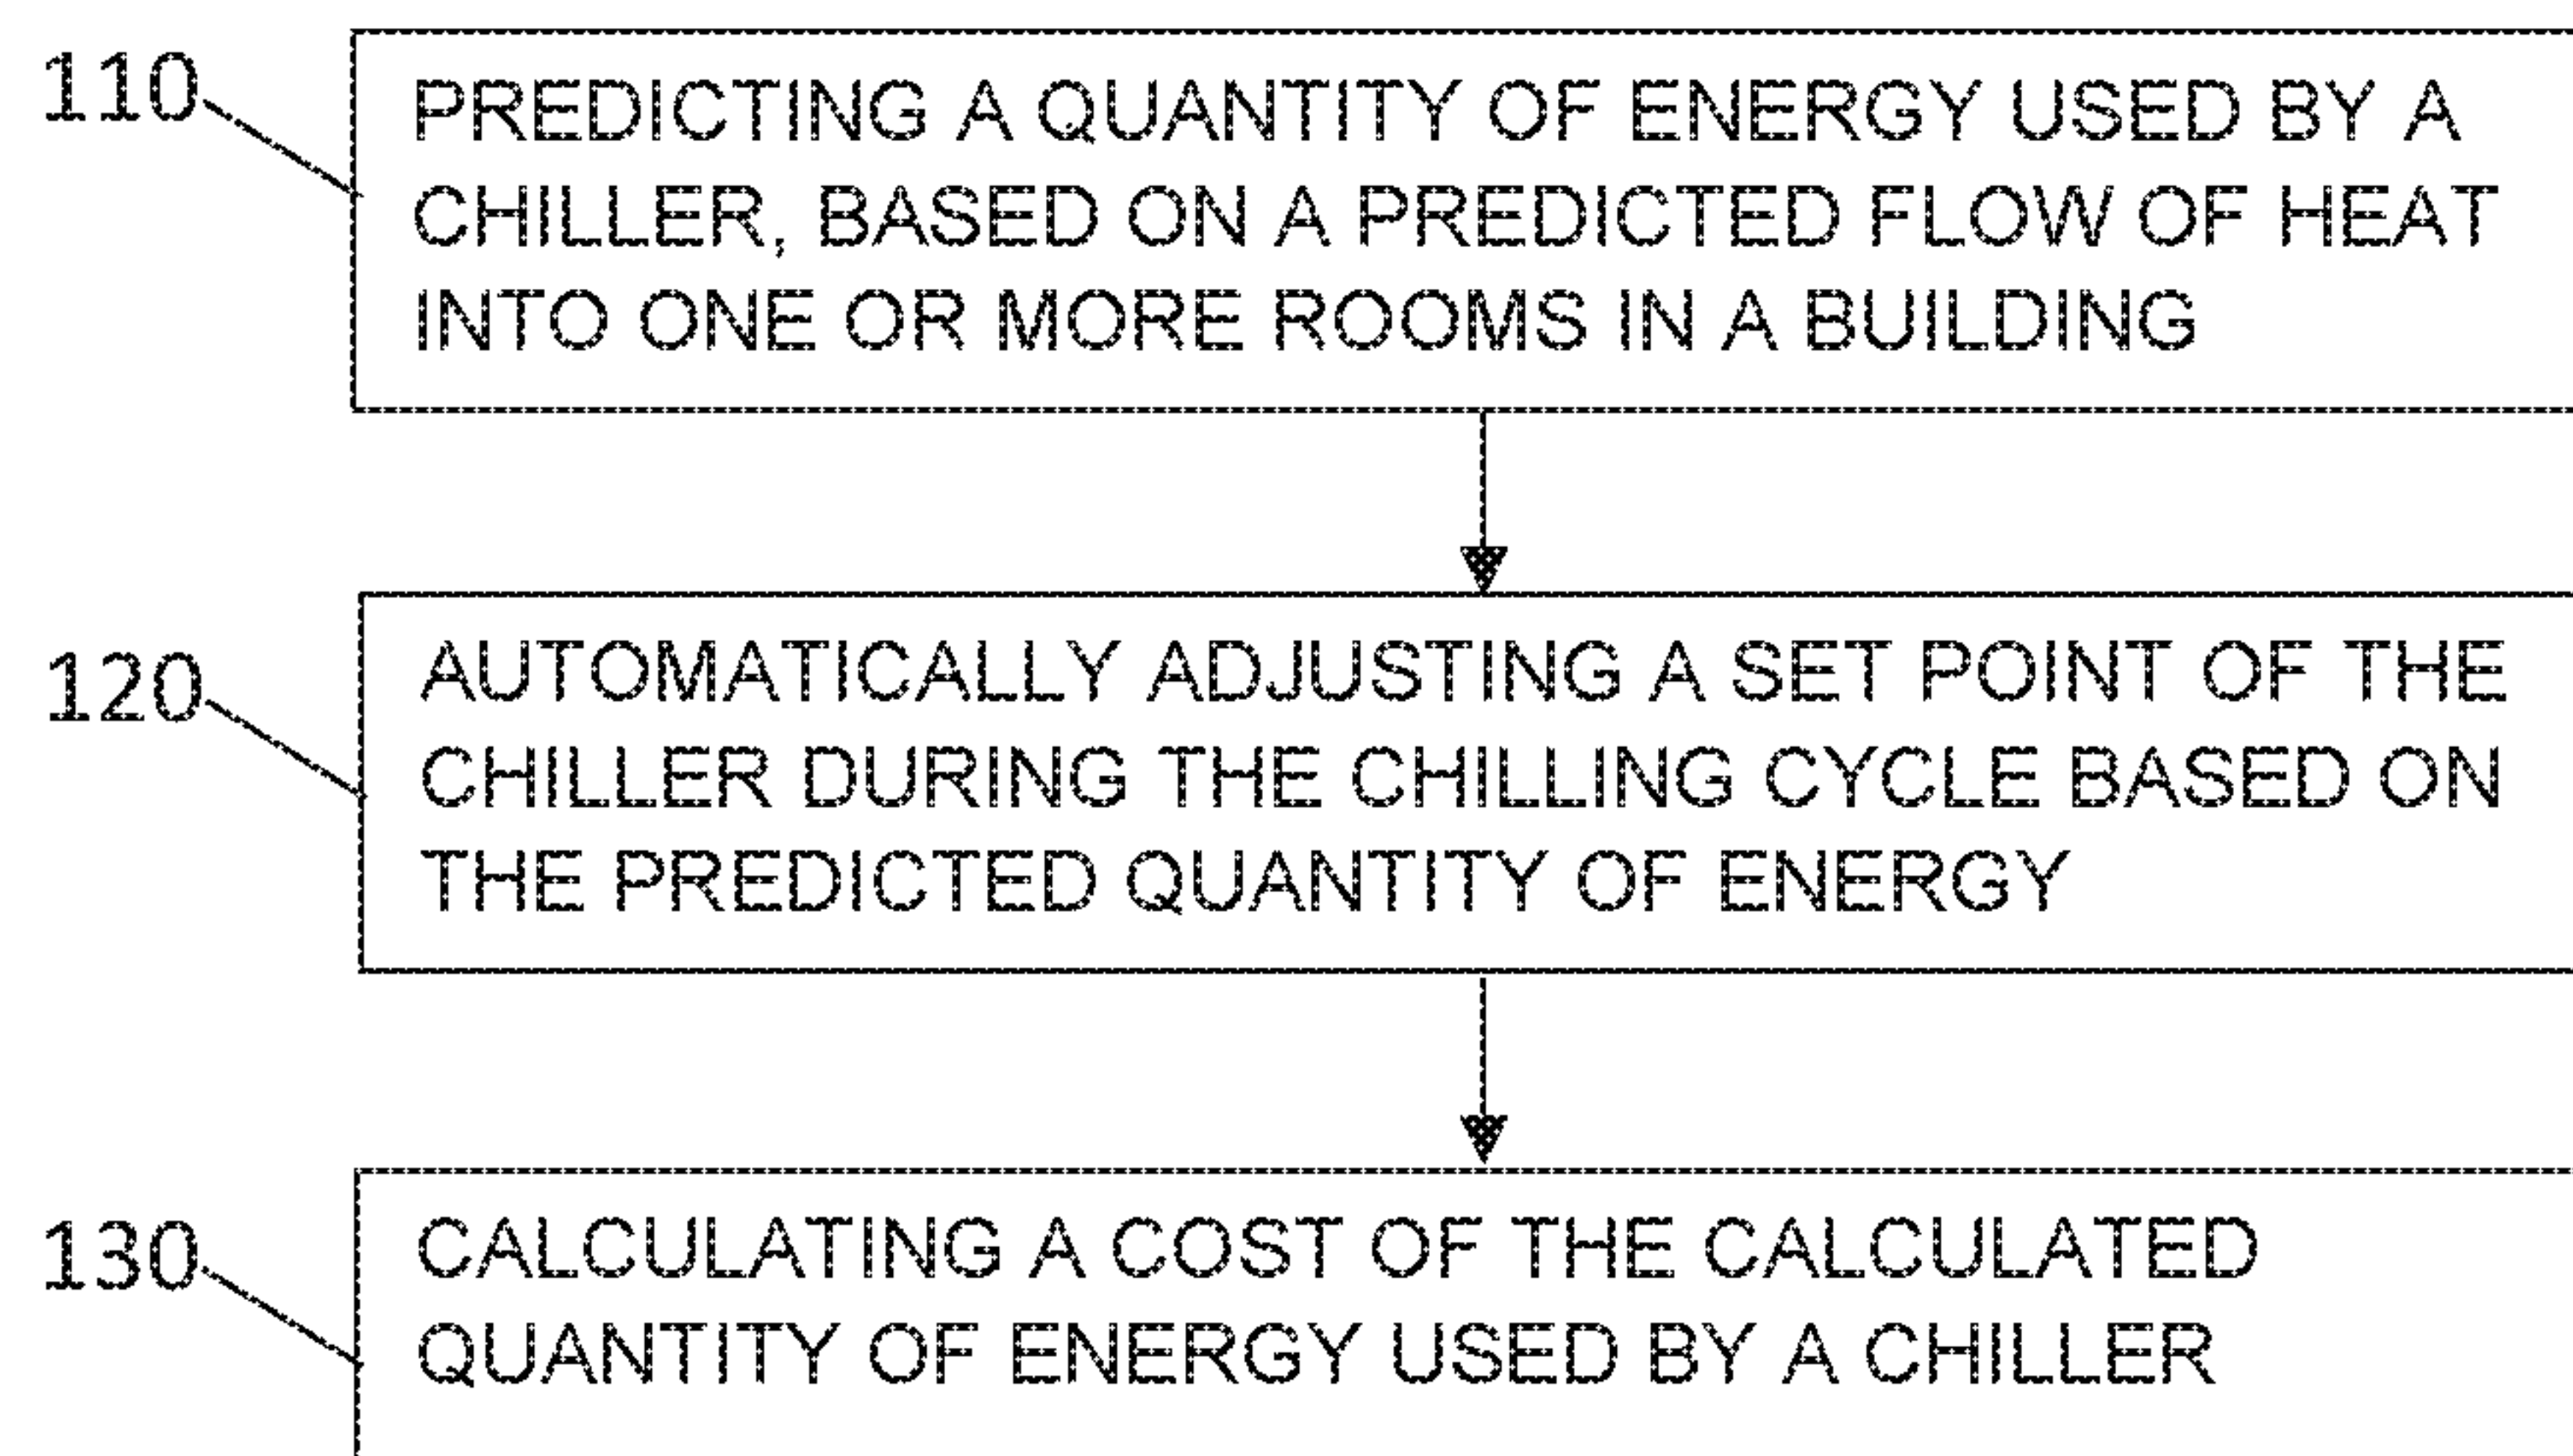 110
PREDICTING A QUANTITY OF ENERGY USED BY A
CHILLER, BASED ON A PREDICTED FLOW OF HEAT
INTO ONE OR MORE ROOMS IN A BUILDING
120
AUTOMATICALLY ADJUSTING A SET POINT OF THE
CHILLER DURING THE CHILLING CYCLE BASED ON
THE PREDICTED QUANTITY OF ENERGY
130
CALCULATING A COST OF THE CALCULATED
QUANTITY OF ENERGY USED BY A CHILLER